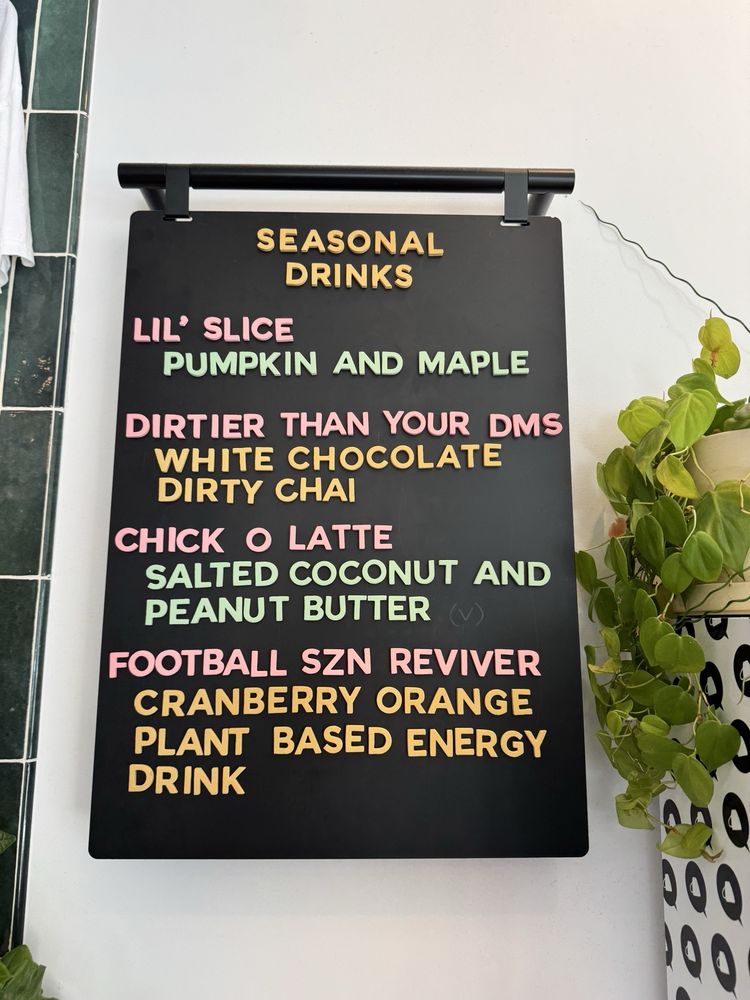 SEASONAL
DRINKS
LIL' SLICE
PUMPKIN AND MAPLE
DIRTIER THAN YOUR DMS
WHITE CHOCOLATE
DIRTY CHAI
CHICK O LATTE
SALTED COCONUT AND
PEANUT BUTTER (V)
FOOTBALL SZN REVIVER
CRANBERRY ORANGE
PLANT BASED ENERGY
DRINK